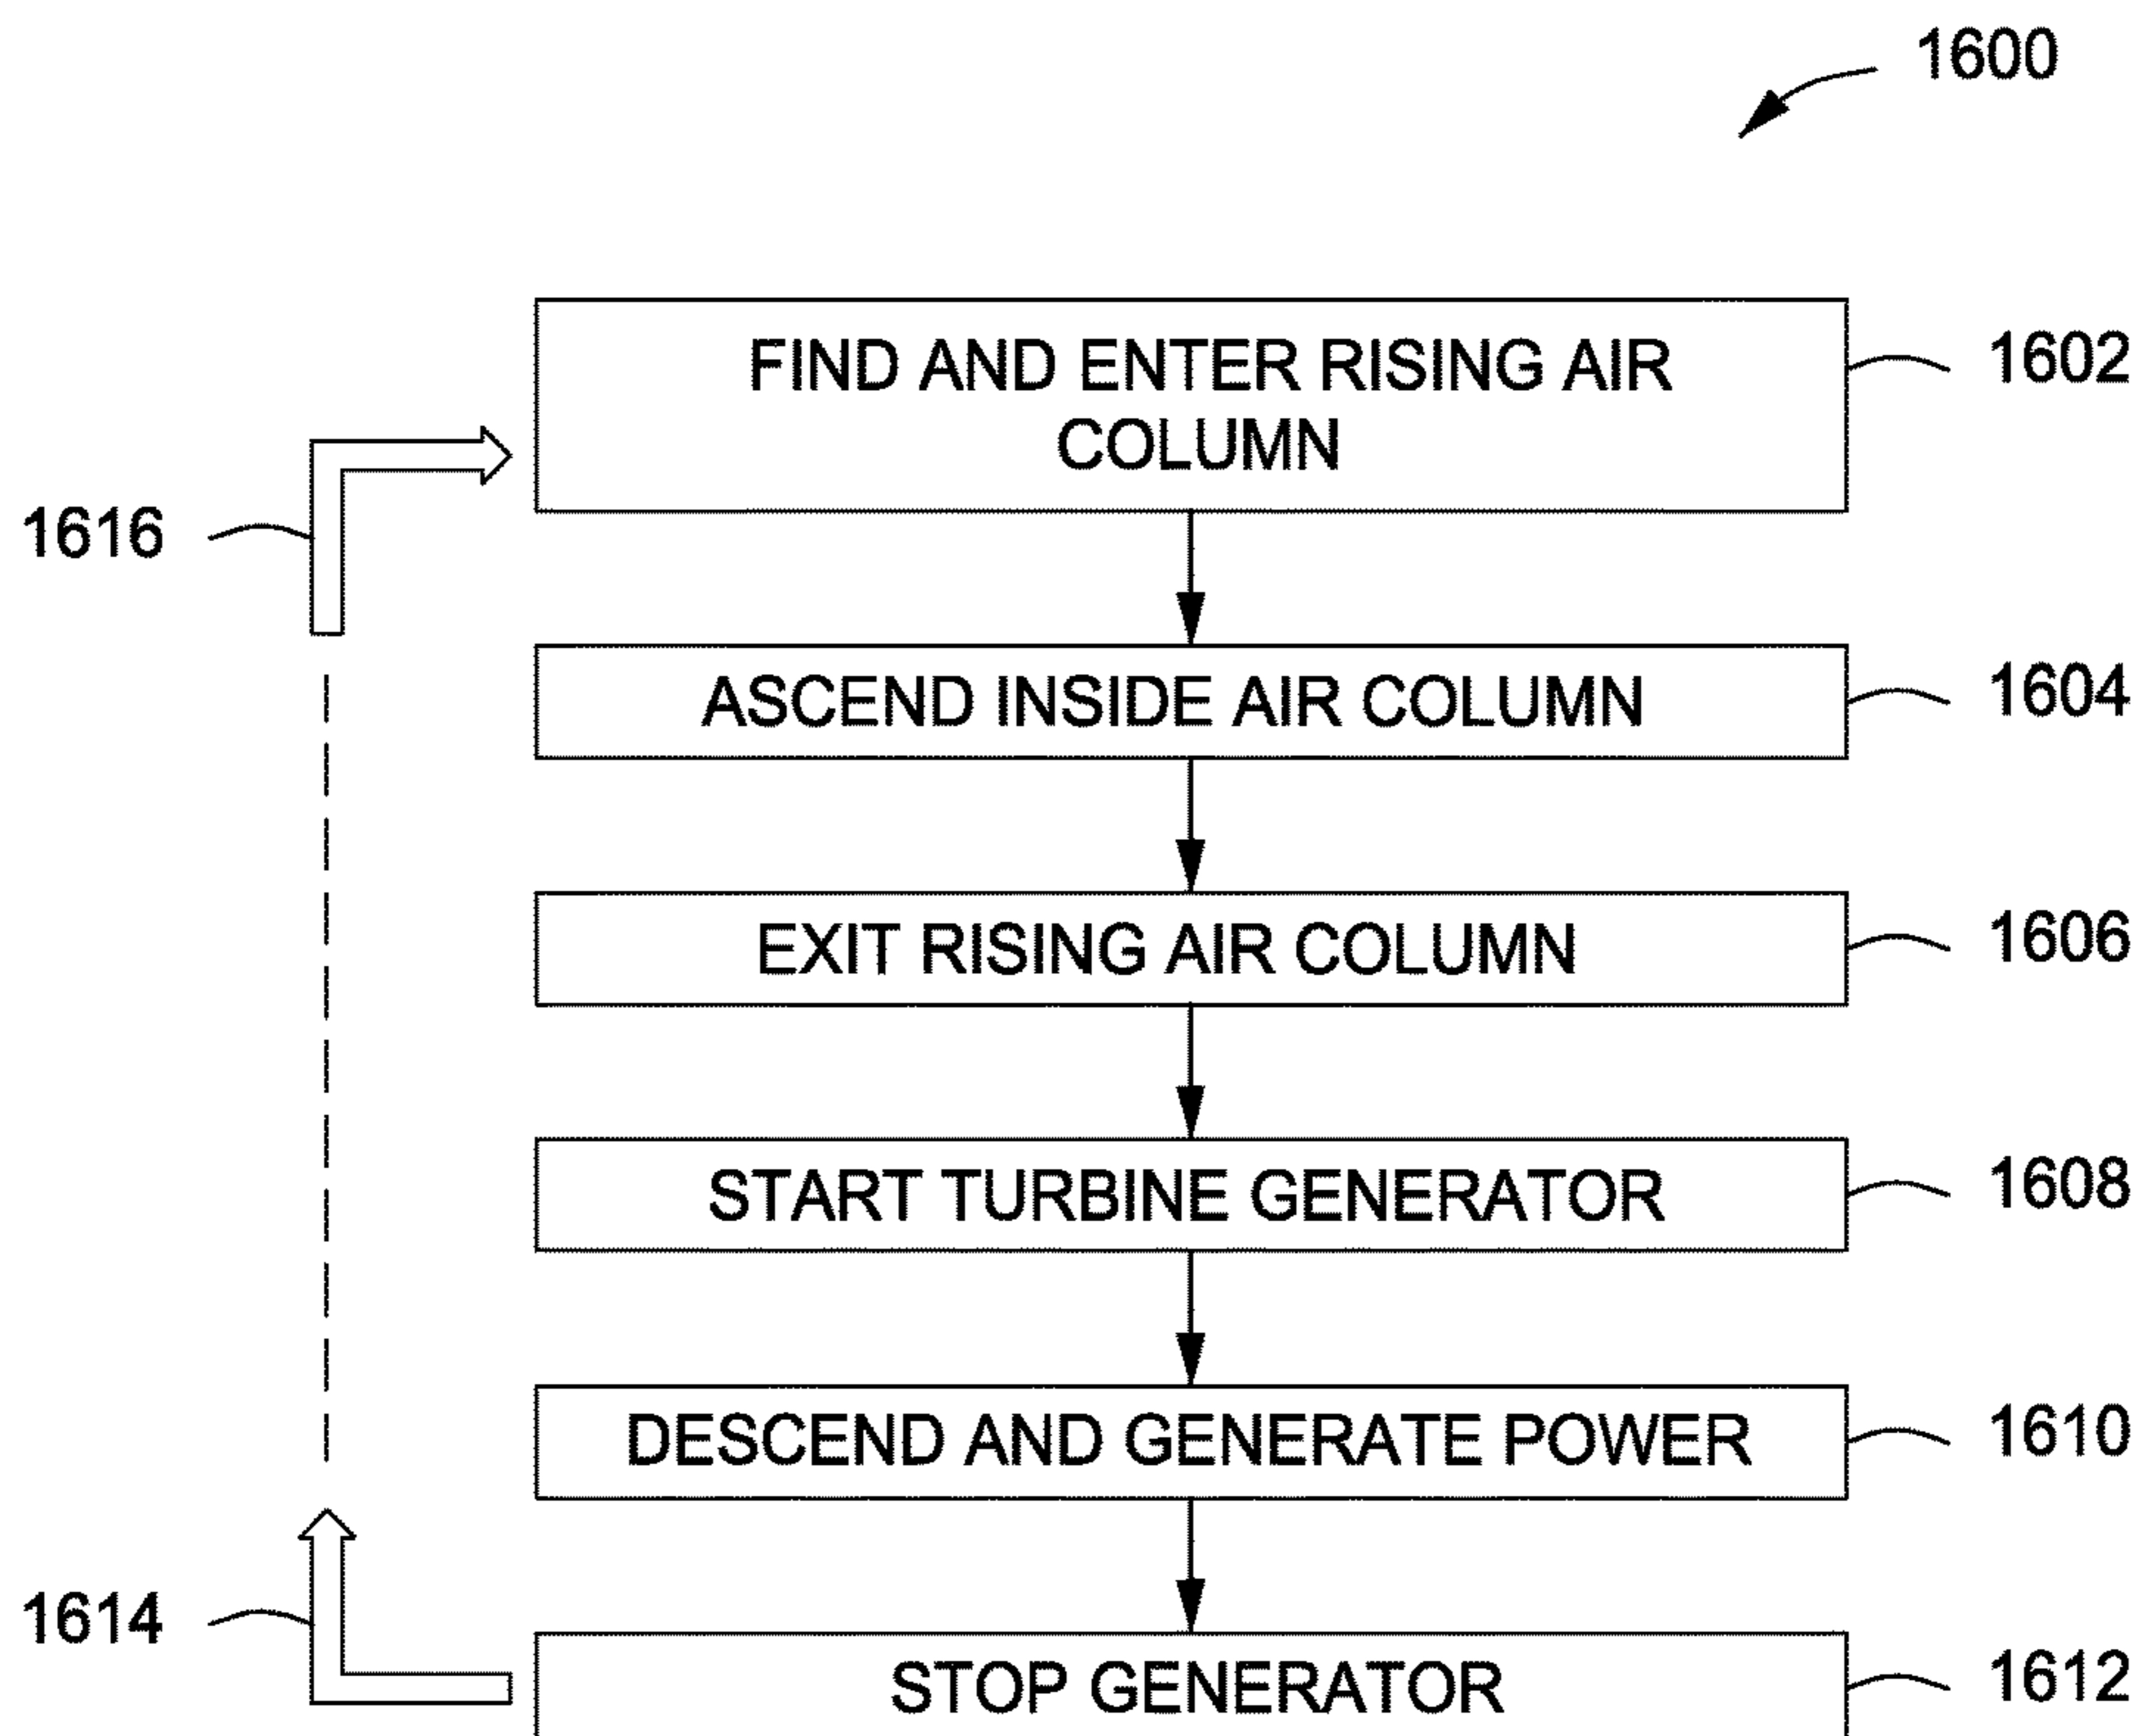 1600
FIND AND ENTER RISING AIR
COLUMN
1602
1616
ASCEND INSIDE AIR COLUMN
1604
EXIT RISING AIR COLUMN
1606
START TURBINE GENERATOR
1608
DESCEND AND GENERATE POWER
1610
1614
STOP GENERATOR
1612